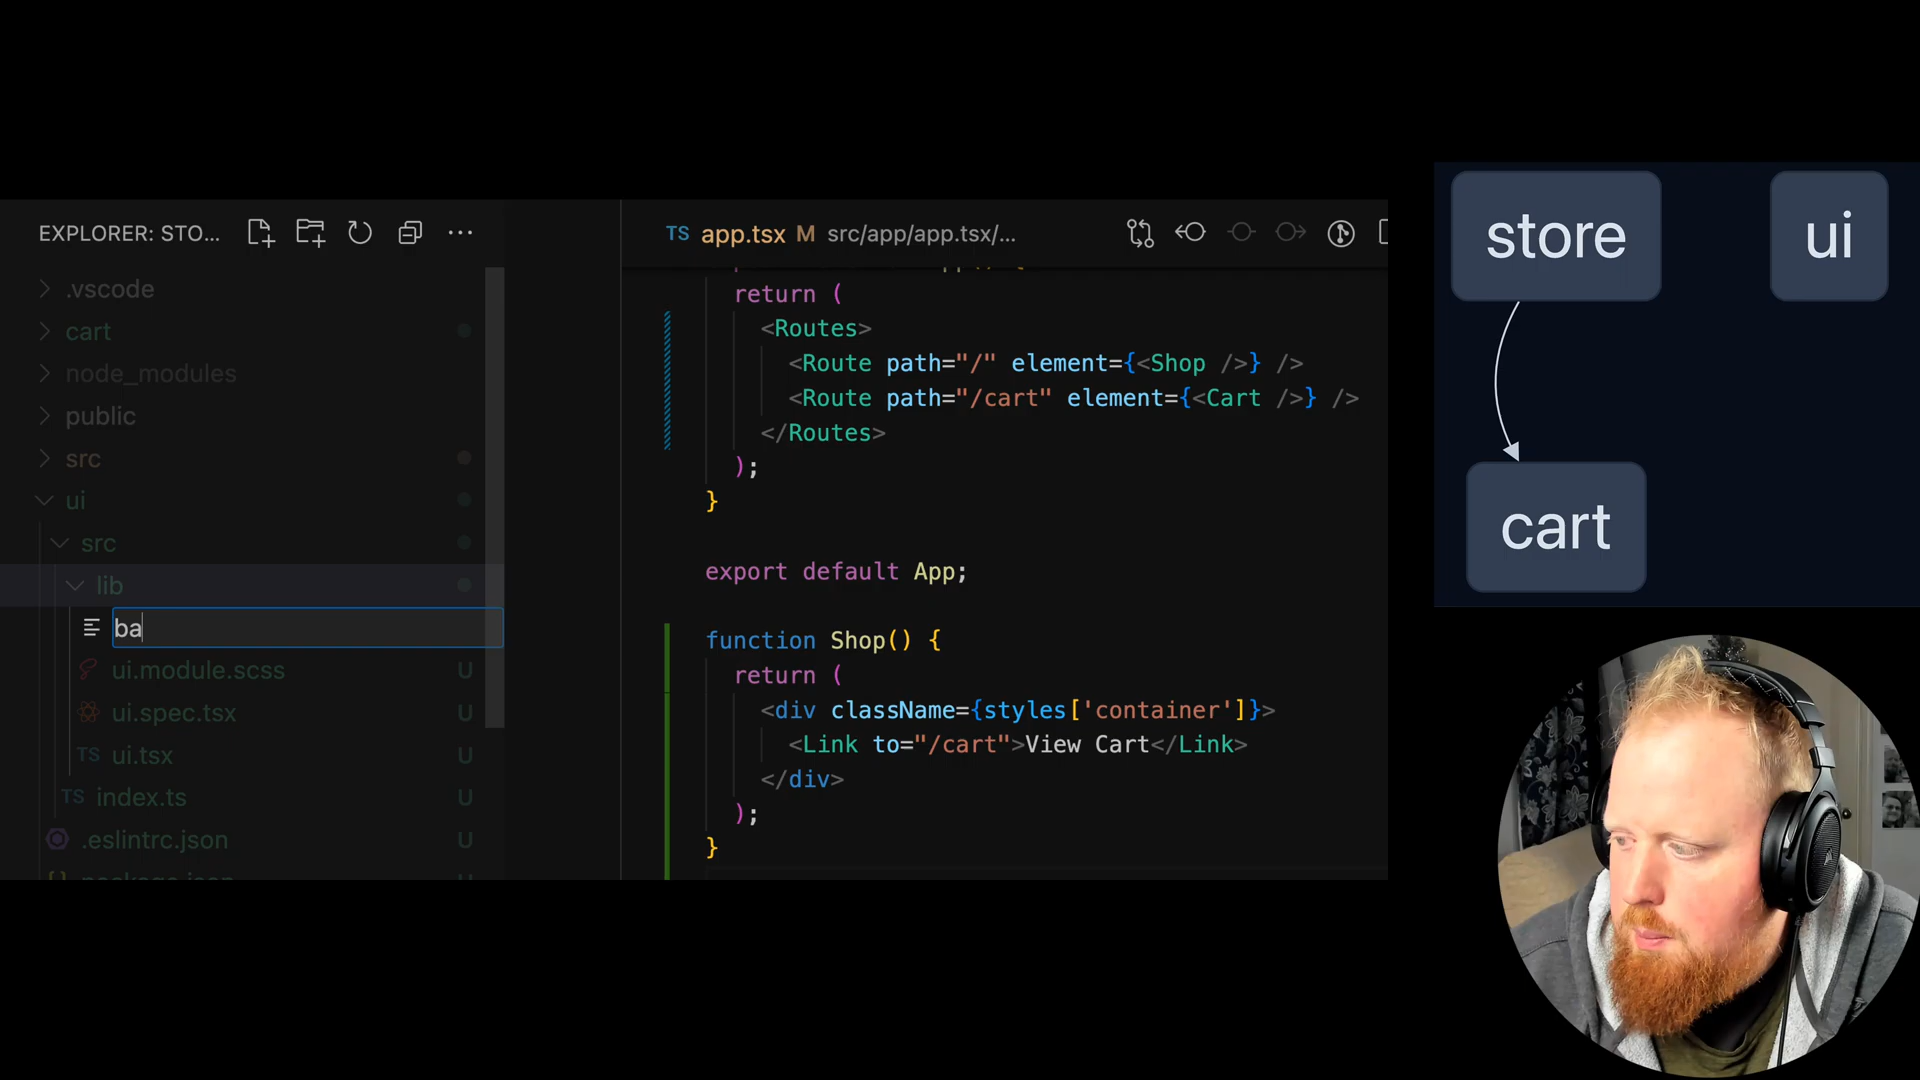 EXPLORER: STO...
.vscode
cart
node_modules
public
src
ui
src
lib
ba
ui.module.scss U
ui.spec.tsx U
TS ui.tsx U
TS index.ts U
.eslintrc.json U
TS app.tsx M src/app/app.tsx/...
return (
<Routes>
<Route path="/" element={<Shop />} />
<Route path="/cart" element={<Cart />} />
</Routes>
);
}
export default App;
function Shop() {
return (
<div className={styles['container']}>
<Link to="/cart">View Cart</Link>
</div>
);
}
store
ui
cart